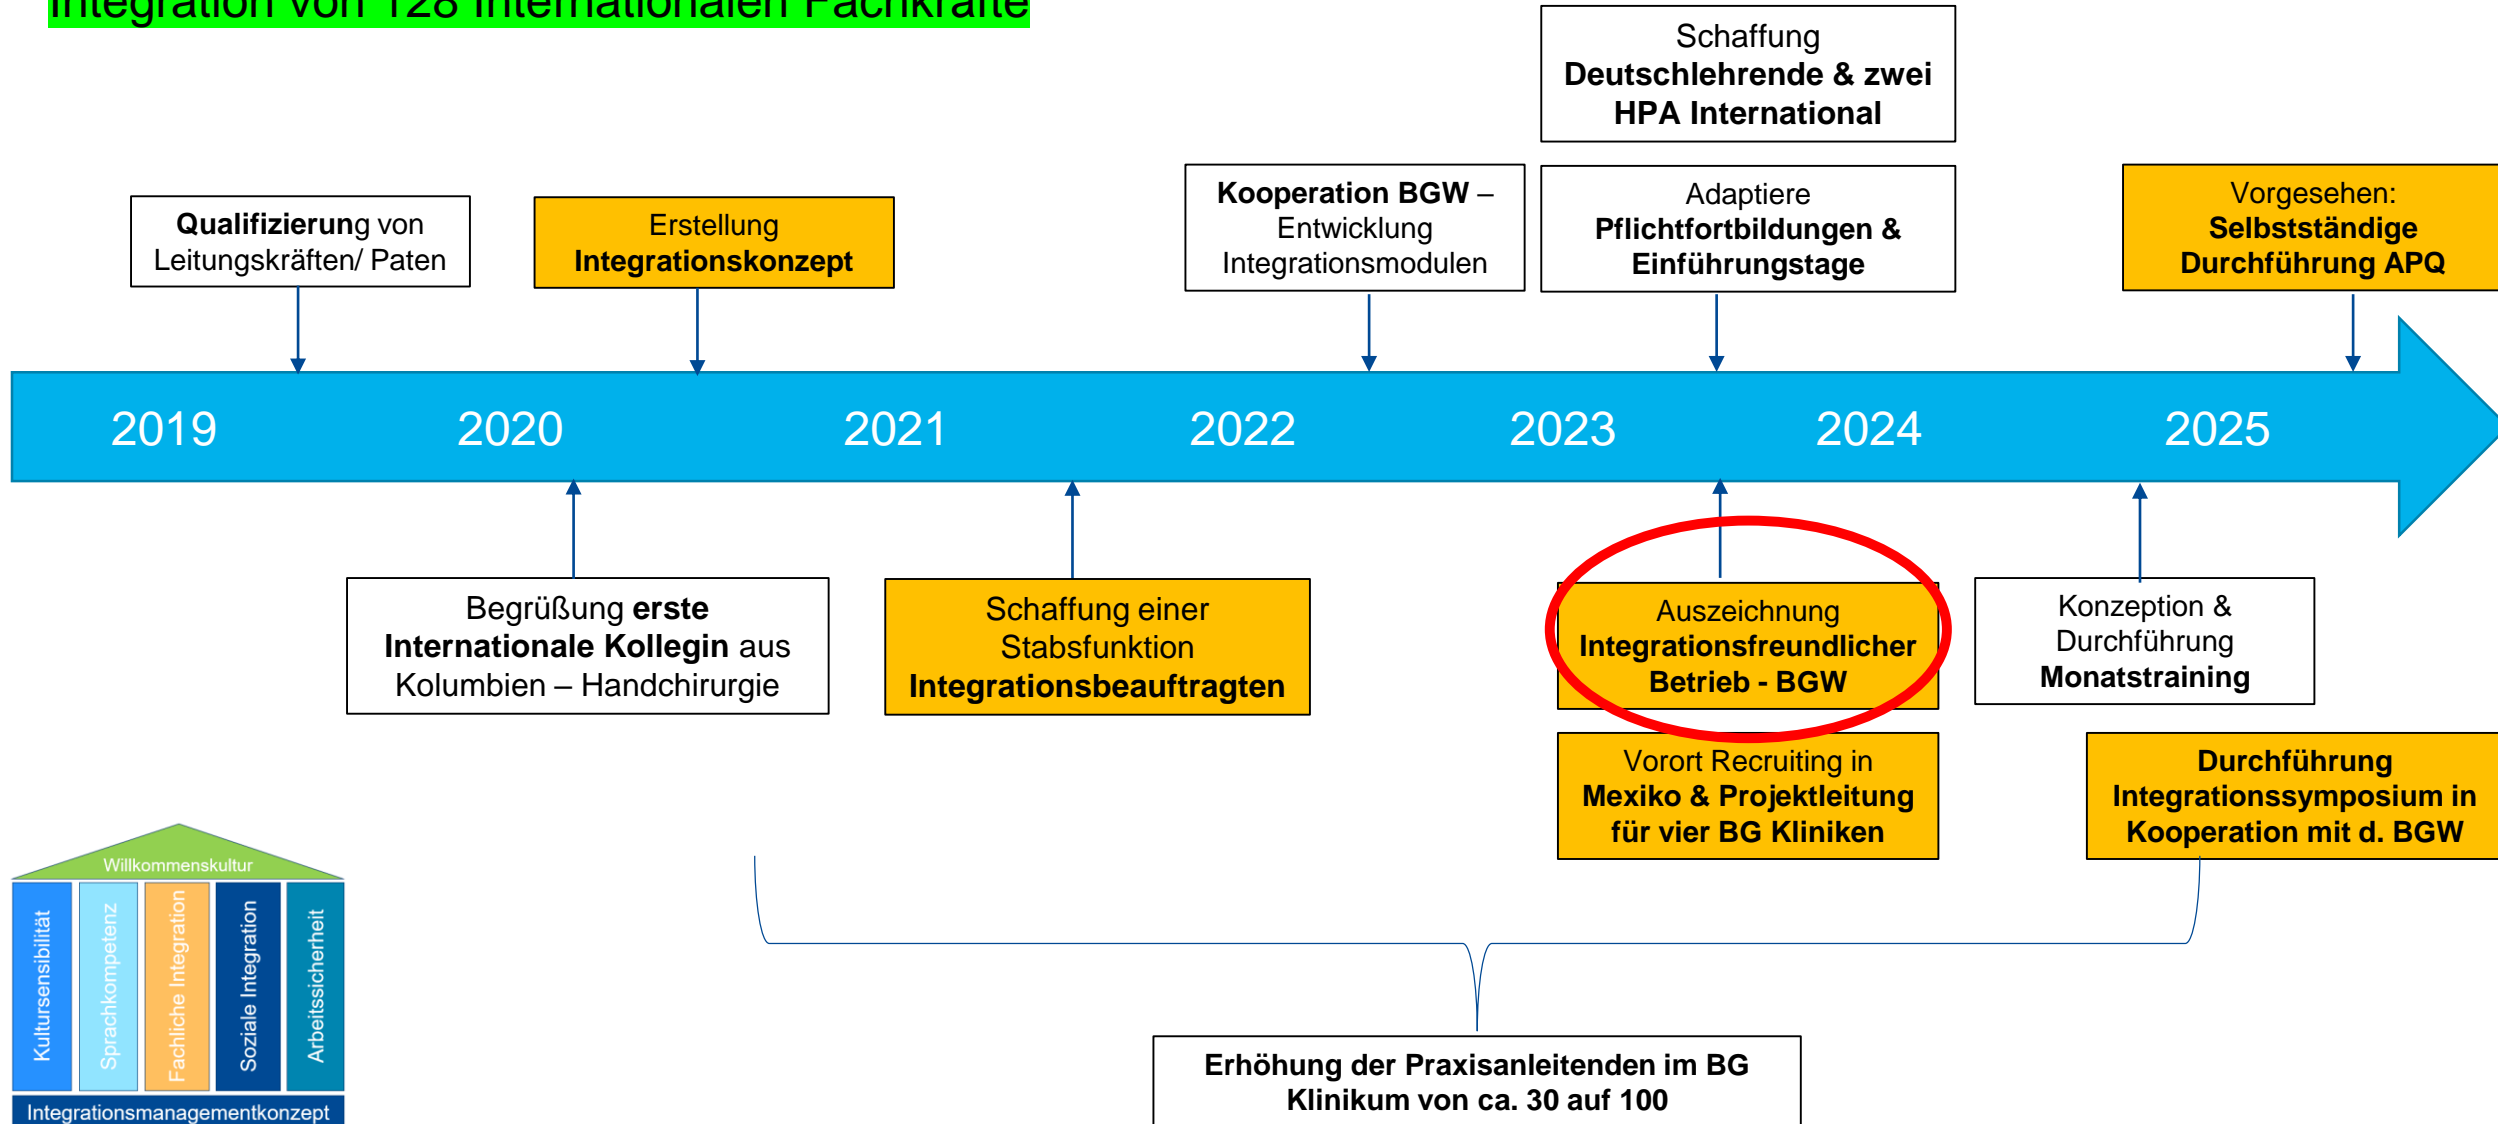 Integration von 128 Internationalen Fachkräfte
Schaffung
Deutschlehrende & zwei
HPA International
Qualifizierung von
Leitungskräften/ Paten
Erstellung
Integrationskonzept
Kooperation BGW –
Entwicklung
Integrationsmodulen
Adaptiere
Pflichtfortbildungen &
Einführungstage
Vorgesehen:
Selbstständige
Durchführung APQ
2019
2020
2021
2022
2023
2024
2025
Begrüßung erste
Internationale Kollegin aus
Kolumbien – Handchirurgie
Schaffung einer
Stabsfunktion
Integrationsbeauftragten
Auszeichnung
Integrationsfreundlicher
Betrieb - BGW
Konzeption &
Durchführung
Monatstraining
Vorort Recruiting in
Mexiko & Projektleitung
für vier BG Kliniken
Durchführung
Integrationssymposium in
Kooperation mit d. BGW
Willkommenskultur
Kultursensibilität
Sprachkompetenz
Fachliche Integration
Soziale Integration
Arbeitssicherheit
Integrationsmanagementkonzept
Erhöhung der Praxisanleitenden im BG
Klinikum von ca. 30 auf 100